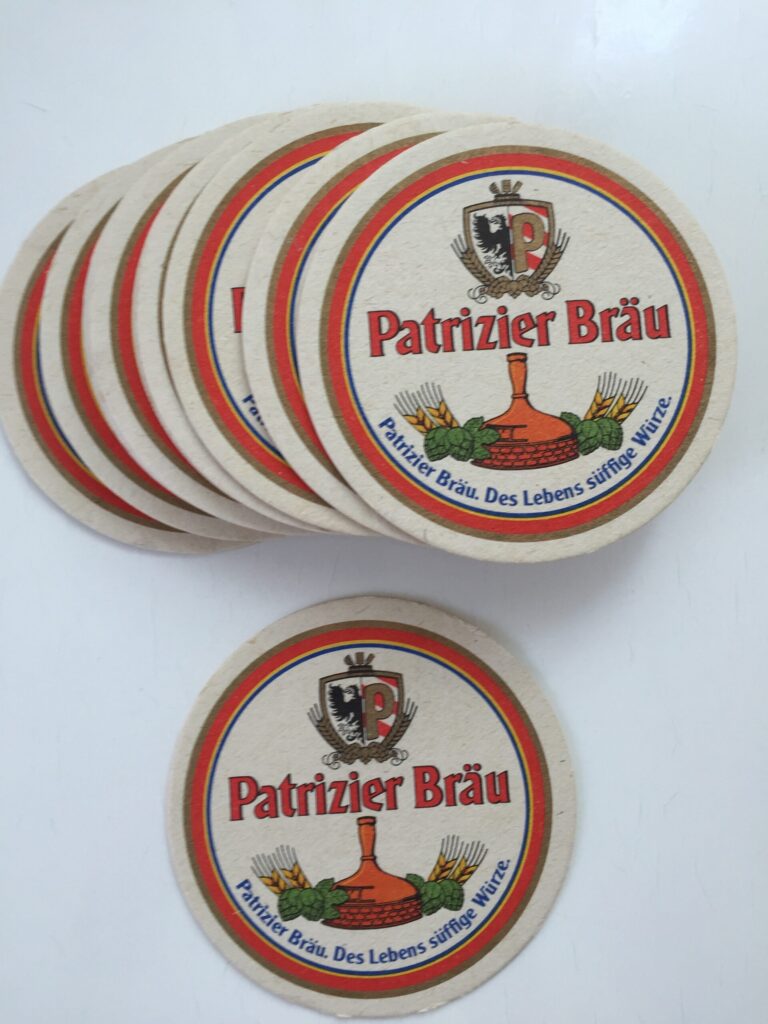 P
Patrizier Bräu
Patrizier Bräu. Des Lebens süffige Würze.
P
Patrizier Bräu
Patrizier Bräu. Des Lebens süffige Würze.